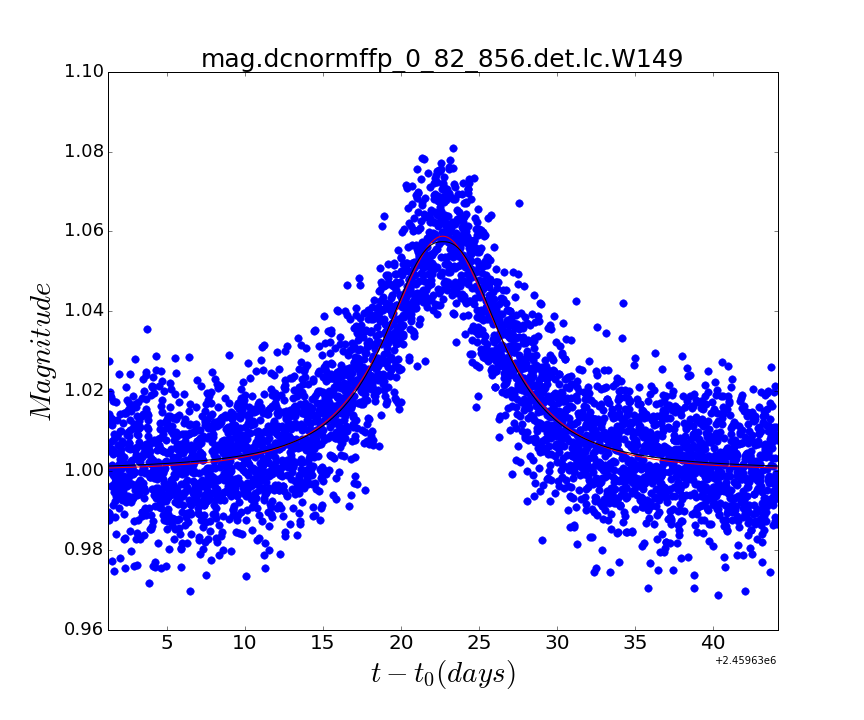 mag.dcnormffp_0_82_856.det.lc.W149
1.10
1.08
1.06
1.04
1.02
1.00
0.98
0.96
Magnitude
5 10 15 20 25 30 35 40
+2.45963e6
t − t₀(days)